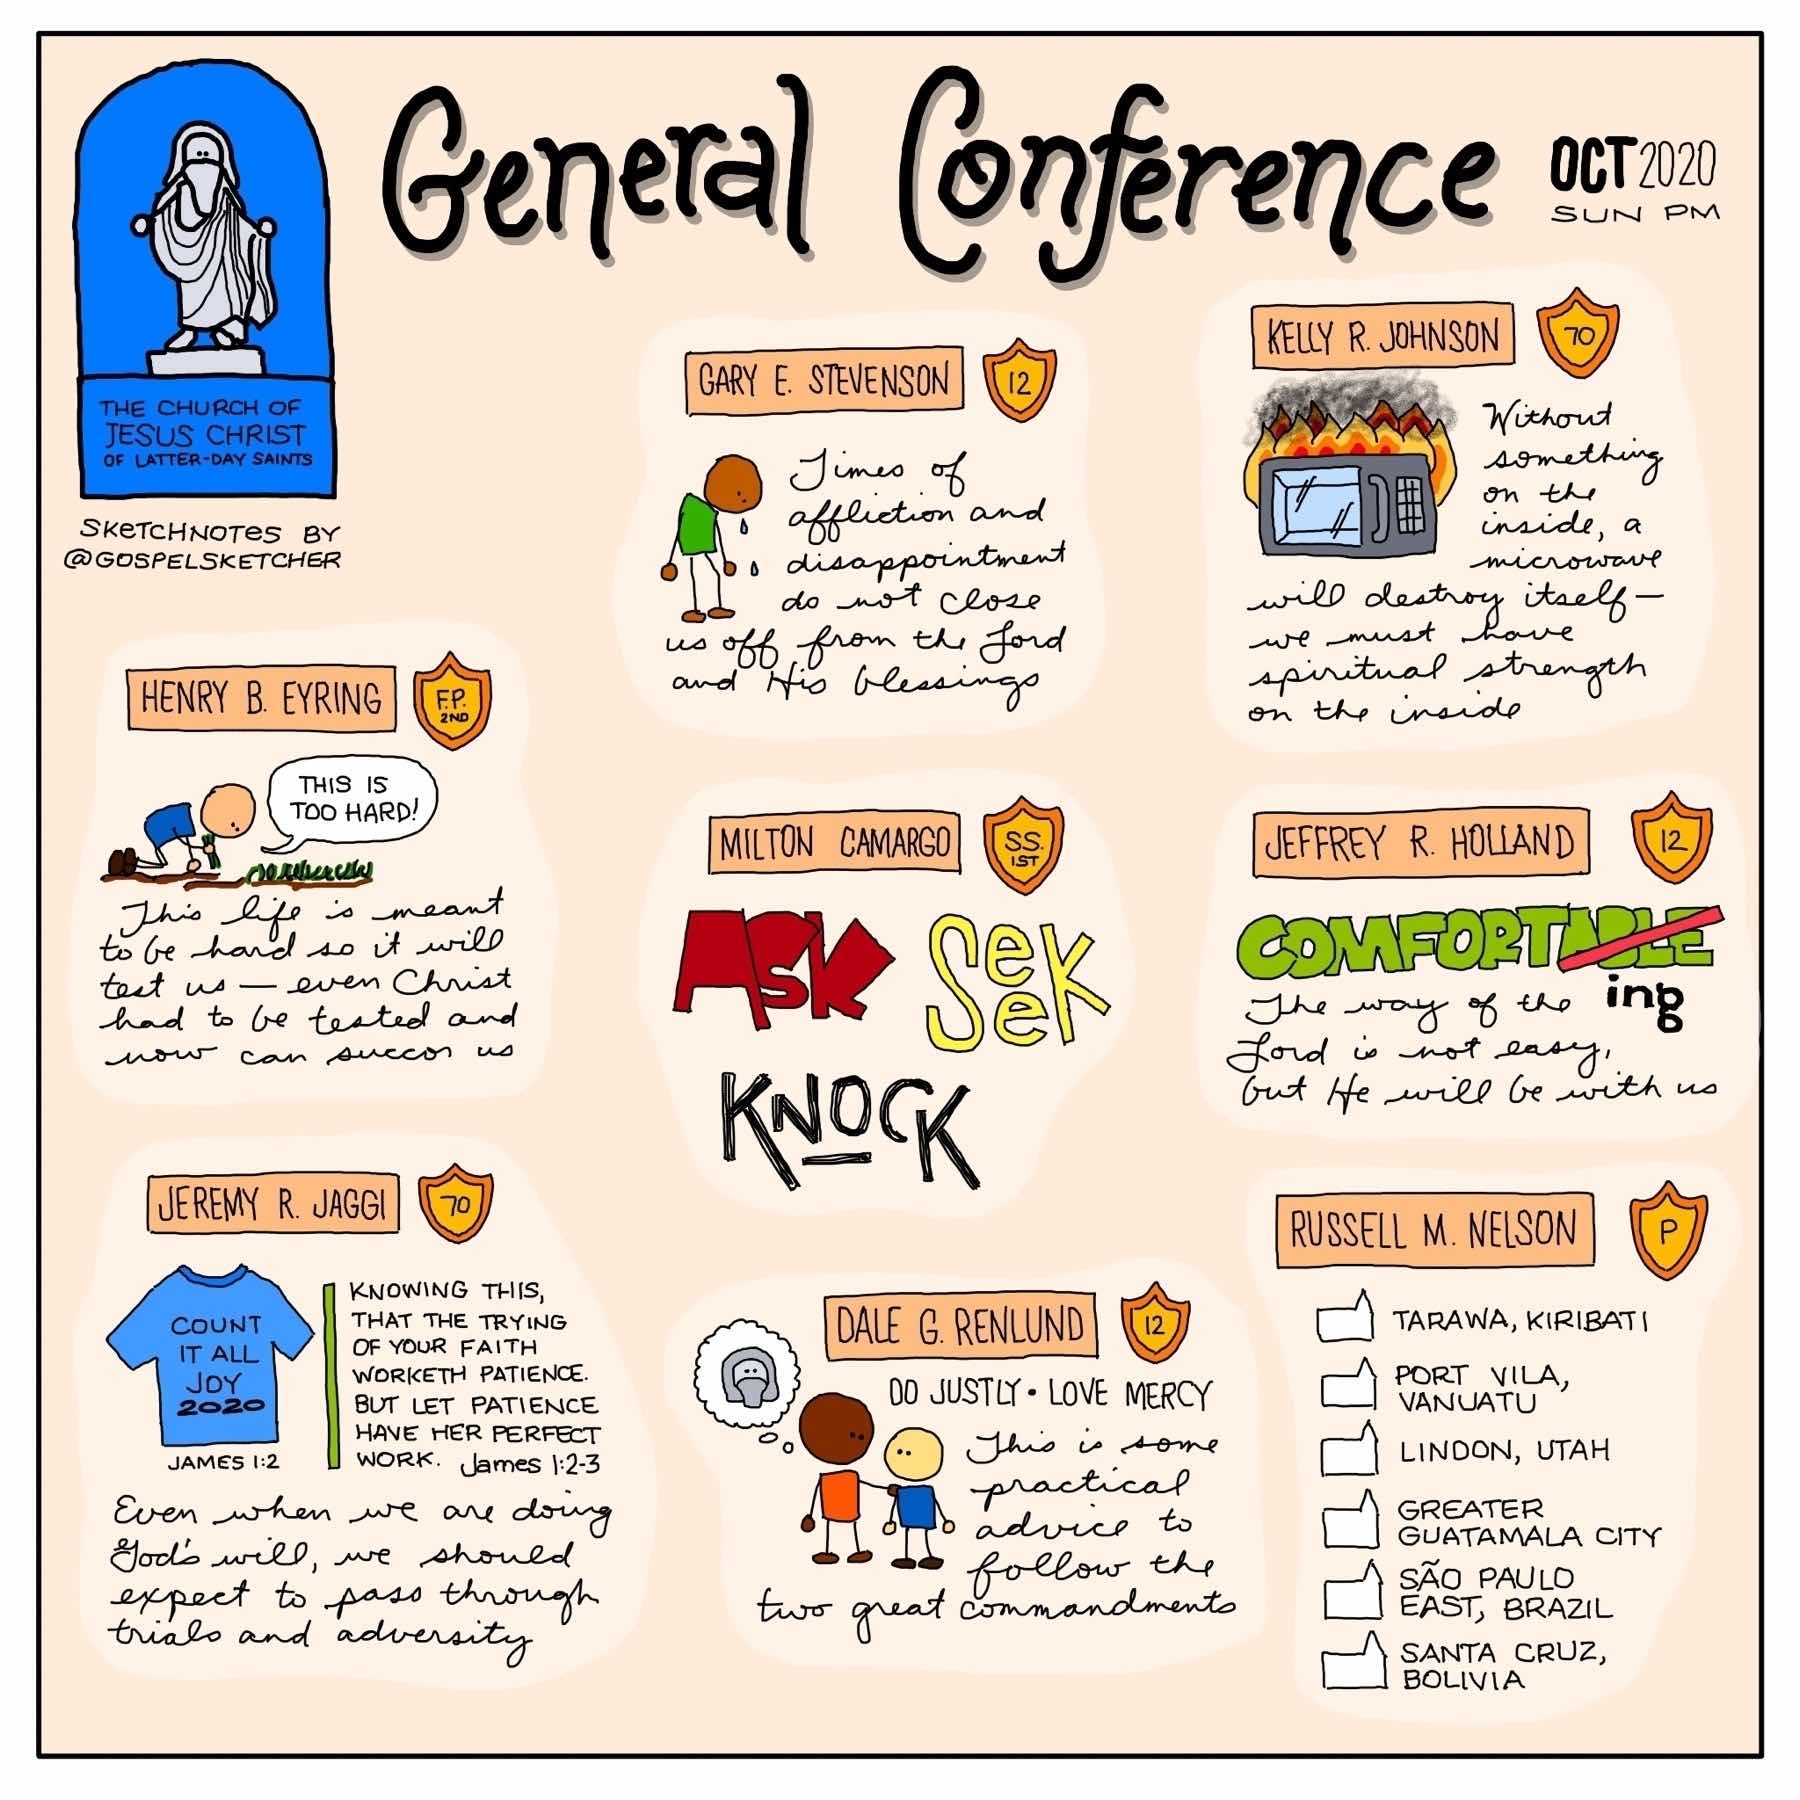 General Conference
OCT 2020
SUN PM
THE CHURCH OF
JESUS CHRIST
OF LATTER-DAY SAINTS
SKETCHNOTES BY
@GOSPELSKETCHER
HENRY B. EYRING
F.P.
2ND
THIS IS
TOO HARD!
This life is meant
to be hard so it will
test us — even Christ
had to be tested and
now can succor us
JEREMY R. JAGGI
70
COUNT
IT ALL
JOY
2020
JAMES 1:2
KNOWING THIS,
THAT THE TRYING
OF YOUR FAITH
WORKETH PATIENCE.
BUT LET PATIENCE
HAVE HER PERFECT
WORK. James 1:2-3
Even when we are doing
God's will, we should
expect to pass through
trials and adversity
GARY E. STEVENSON
12
Times of
affliction and
disappointment
do not close
us off from the Lord
and His blessings
MILTON CAMARGO
SS.
1ST
ASK
SEEK
KNOCK
DALE G. RENLUND
12
DO JUSTLY • LOVE MERCY
This is some
practical
advice to
follow the
two great commandments
KELLY R. JOHNSON
70
Without
something
on the
inside, a
microwave
will destroy itself—
we must have
spiritual strength
on the inside
JEFFREY R. HOLLAND
12
COMFORTABLE
ing
The way of the
Lord is not easy,
but He will be with us
RUSSELL M. NELSON
P
TARAWA, KIRIBATI
PORT VILA,
VANUATU
LINDON, UTAH
GREATER
GUATAMALA CITY
SÃO PAULO
EAST, BRAZIL
SANTA CRUZ,
BOLIVIA